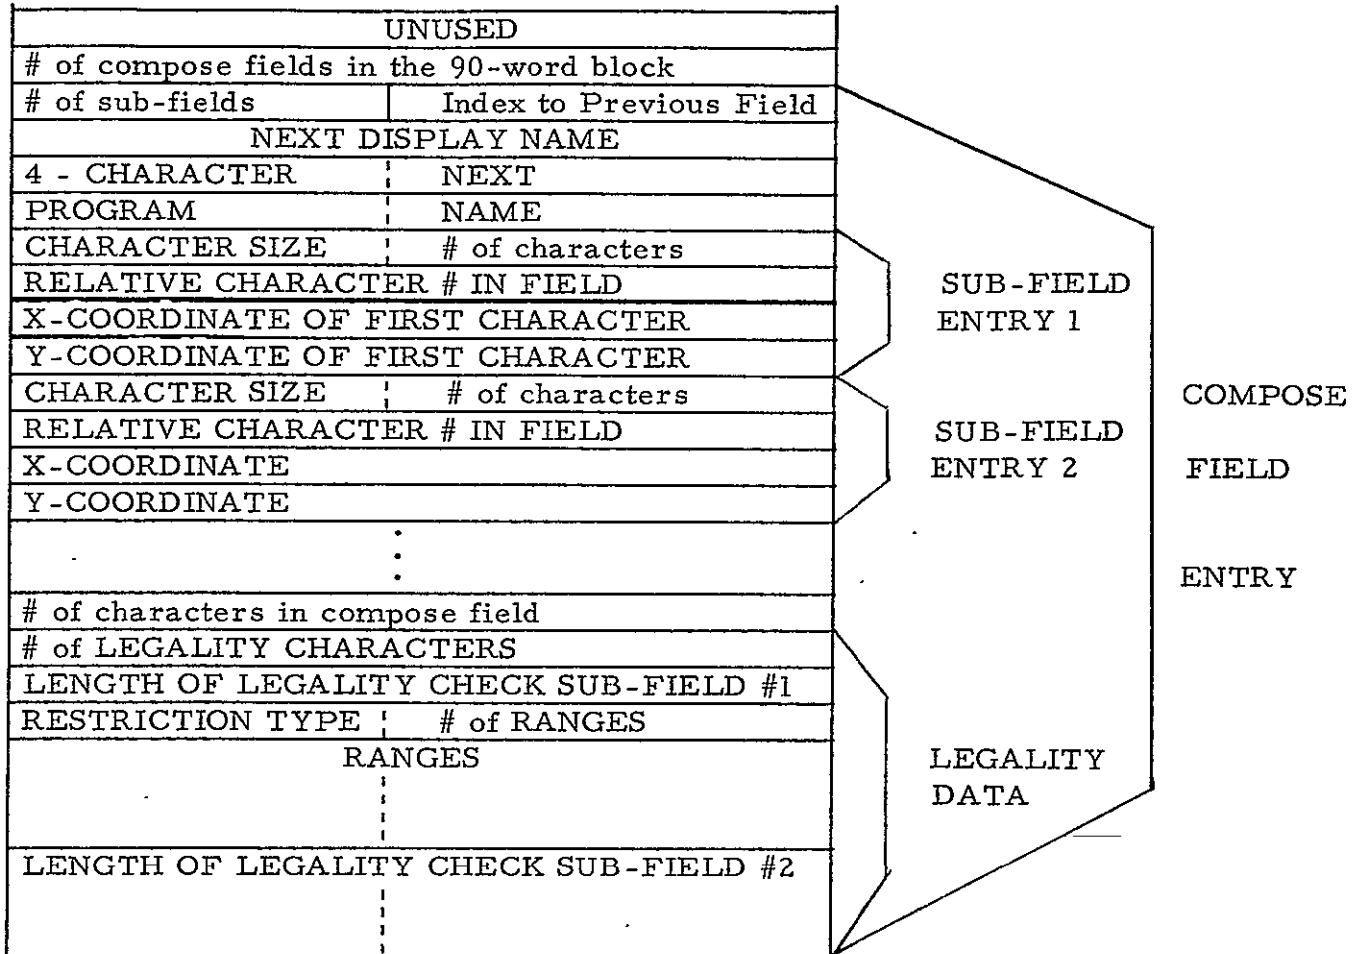 UNUSED
# of compose fields in the 90-word block
# of sub-fields Index to Previous Field
NEXT DISPLAY NAME
4 - CHARACTER NEXT
PROGRAM NAME
CHARACTER SIZE # of characters
RELATIVE CHARACTER # IN FIELD
X-COORDINATE OF FIRST CHARACTER
Y-COORDINATE OF FIRST CHARACTER
CHARACTER SIZE # of characters
RELATIVE CHARACTER # IN FIELD
X-COORDINATE
Y-COORDINATE
# of characters in compose field
# of LEGALITY CHARACTERS
LENGTH OF LEGALITY CHECK SUB-FIELD #1
RESTRICTION TYPE # of RANGES
RANGES
LENGTH OF LEGALITY CHECK SUB-FIELD #2
SUB-FIELD
ENTRY 1
SUB-FIELD
ENTRY 2
LEGALITY
DATA
COMPOSE
FIELD
ENTRY